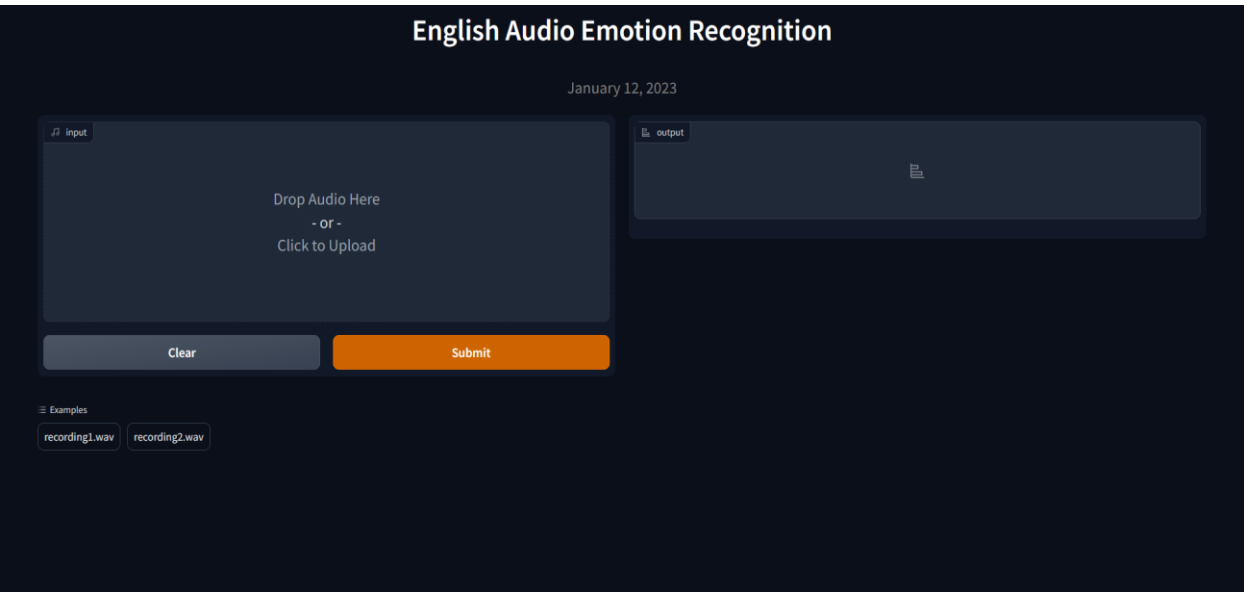 English Audio Emotion Recognition
January 12, 2023
input
Drop Audio Here
- or -
Click to Upload
Clear
Submit
output
Examples
recording1.wav
recording2.wav